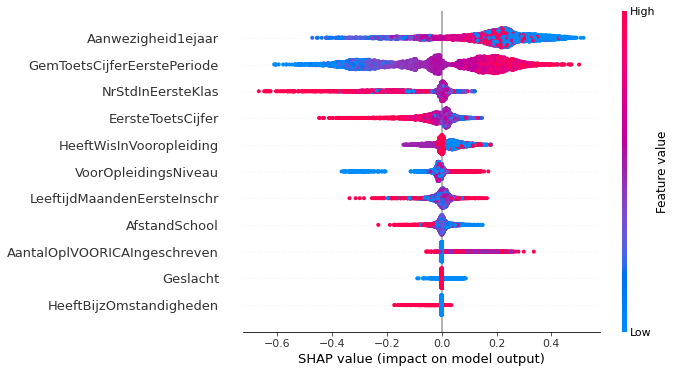 High
Aanwezigheid1ejaar
GemToetsCijferEerstePeriode
NrStdInEersteKlas
EersteToetsCijfer
HeeftWisInVooropleiding
VoorOpleidingsNiveau
LeeftijdMaandenEersteInschr
AfstandSchool
AantalOplVOORICAIngeschreven
Geslacht
HeeftBijzOmstandigheden
Feature value
Low
−0.6 −0.4 −0.2 0.0 0.2 0.4
SHAP value (impact on model output)